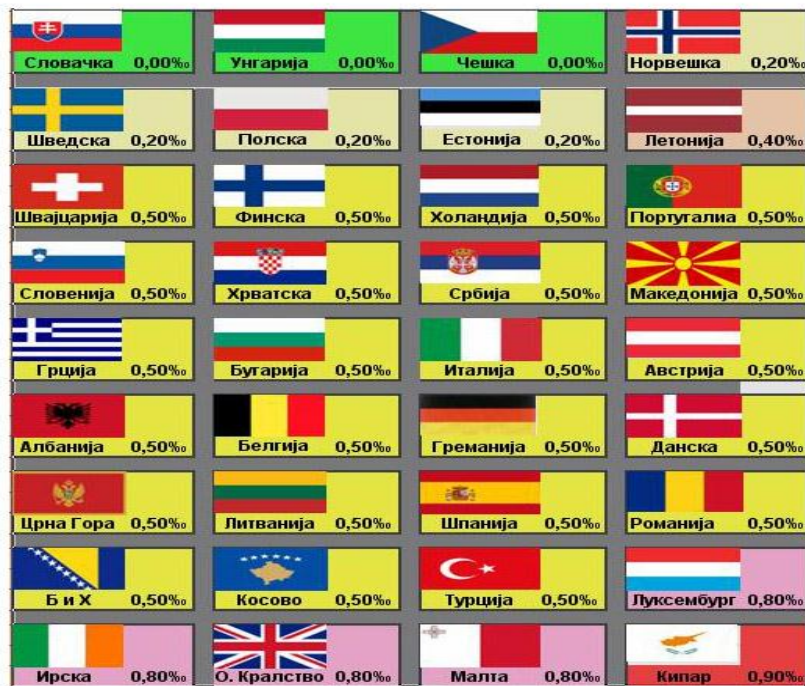 Словачка 0,00‰ Унгарија 0,00‰ Чешка 0,00‰ Норвешка 0,20‰
Шведска 0,20‰ Полска 0,20‰ Естонија 0,20‰ Летонија 0,40‰
Швајцарија 0,50‰ Финска 0,50‰ Холандија 0,50‰ Португалиа 0,50‰
Словенија 0,50‰ Хрватска 0,50‰ Србија 0,50‰ Македонија 0,50‰
Грција 0,50‰ Бугарија 0,50‰ Италија 0,50‰ Австрија 0,50‰
Албанија 0,50‰ Белгија 0,50‰ Греманија 0,50‰ Данска 0,50‰
Црна Гора 0,50‰ Литванија 0,50‰ Шпанија 0,50‰ Романија 0,50‰
Б и Х 0,50‰ Косово 0,50‰ Турција 0,50‰ Луксембург 0,80‰
Ирска 0,80‰ О. Кралство 0,80‰ Малта 0,80‰ Кипар 0,90‰